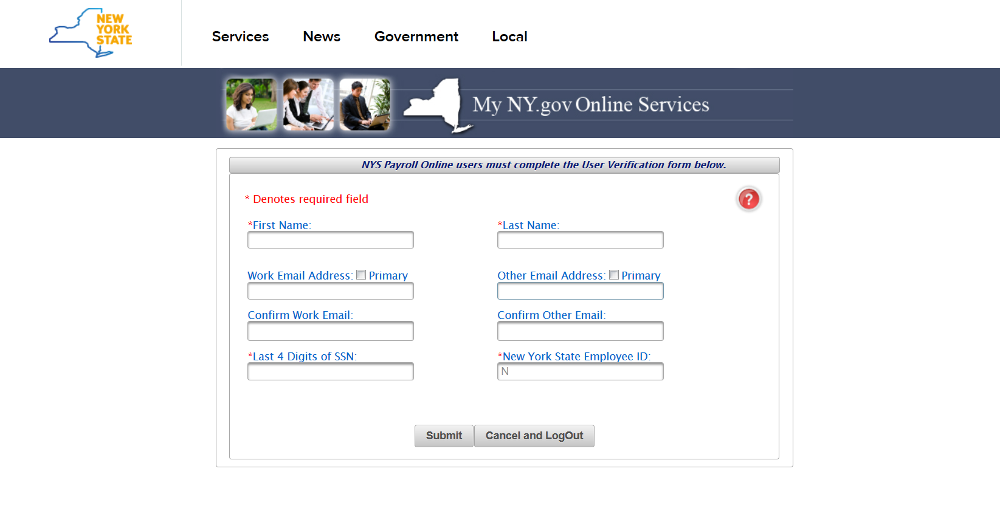 NEW
YORK
STATE
Services News Government Local
My NY.gov Online Services
NYS Payroll Online users must complete the User Verification form below.
* Denotes required field
?
*First Name: *Last Name:
Work Email Address: Primary Other Email Address: Primary
Confirm Work Email: Confirm Other Email:
*Last 4 Digits of SSN: *New York State Employee ID:
N
Submit Cancel and LogOut